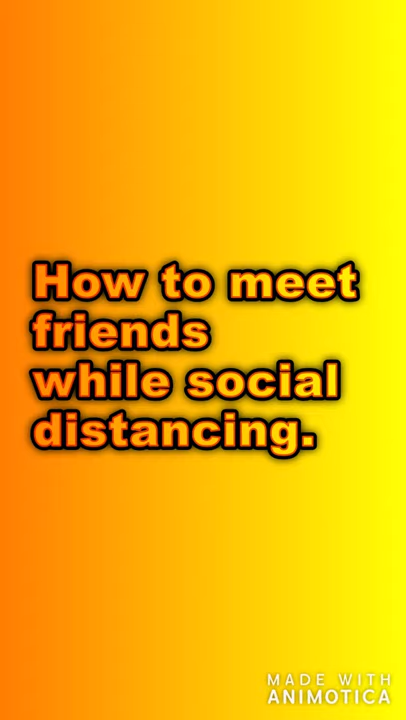 How to meet
friends
while social
distancing.
MADE WITH
ANIMOTICA